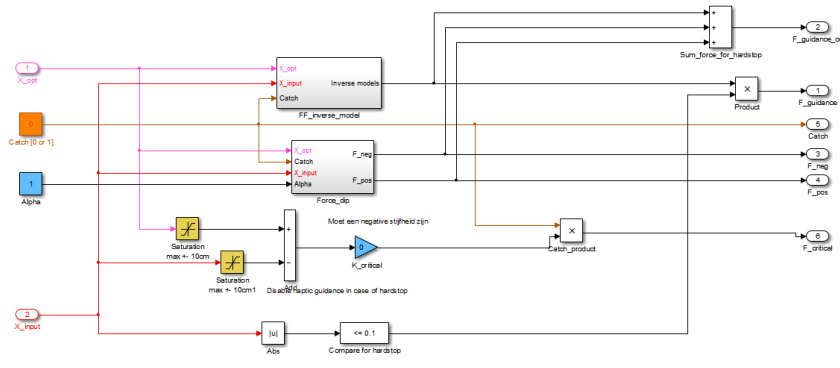 +
+
+
2
F_guidance_o
Sum_force_for_hardstop
1
X_opt
X_opt
X_input
Catch
Inverse models
FF_inverse_model
×
Product
1
F_guidance
0
Catch [0 or 1]
5
Catch
X_opt
Catch
X_input
Alpha
F_neg
F_pos
Force_dip
3
F_neg
4
F_pos
1
Alpha
Moet een negative stijfheid zijn
Saturation
max +- 10cm
+
−
Add
0
K_critical
×
Catch_product
6
F_critical
Saturation
max +- 10cm1
Disable haptic guidance in case of hardstop
2
X_input
|u|
Abs
<= 0.1
Compare for hardstop